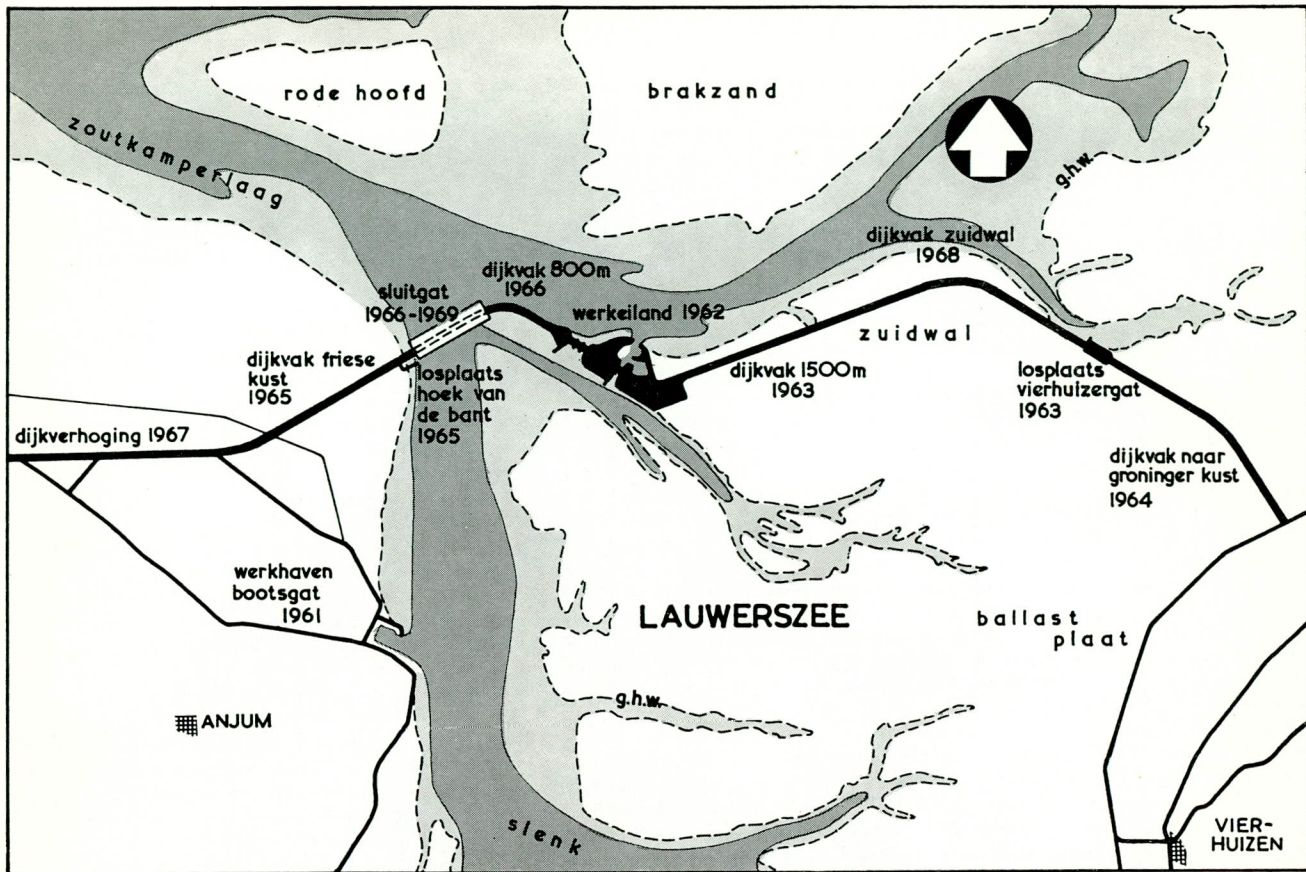 rode hoofd
brakzand
zoutkamperlaag
g.h.w.
dijkvak zuidwal
1968
dijkvak 800m
1966
sluitgat
1966-1969
werkeiland 1962
zuidwal
dijkvak friese
kust
1965
losplaats
hoek van
de bant
1965
dijkvak 1500m
1963
losplaats
vierhuizergat
1963
dijkverhoging 1967
dijkvak naar
groninger kust
1964
werkhaven
bootsgat
1961
LAUWERSZEE
ballast
plaat
g.h.w.
ANJUM
slenk
VIER-
HUIZEN